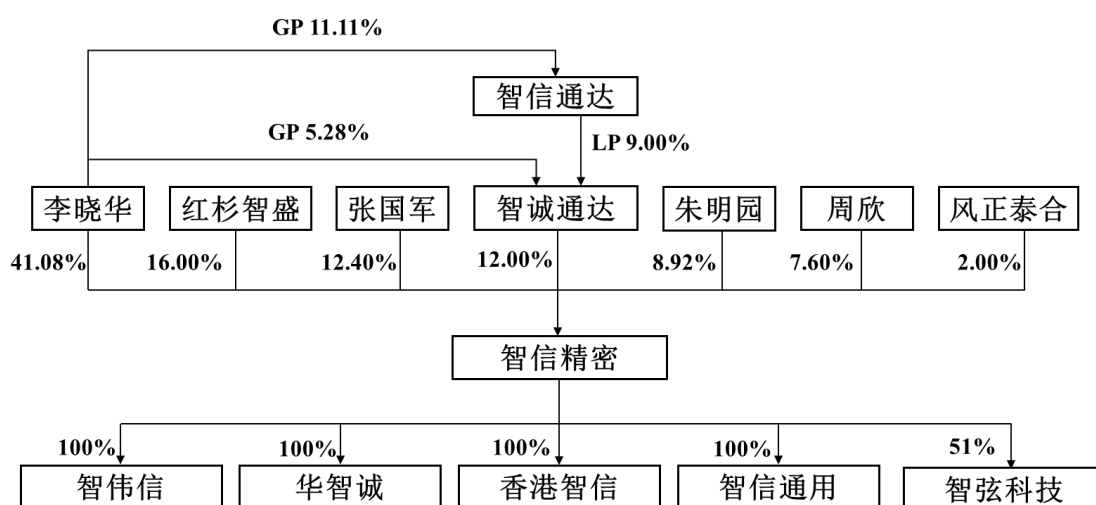 GP 11.11%
智信通达
GP 5.28%
LP 9.00%
李晓华 红杉智盛 张国军 智诚通达 朱明园 周欣 风正泰合
41.08% 16.00% 12.40% 12.00% 8.92% 7.60% 2.00%
智信精密
100% 100% 100% 100% 51%
智伟信 华智诚 香港智信 智信通用 智弦科技